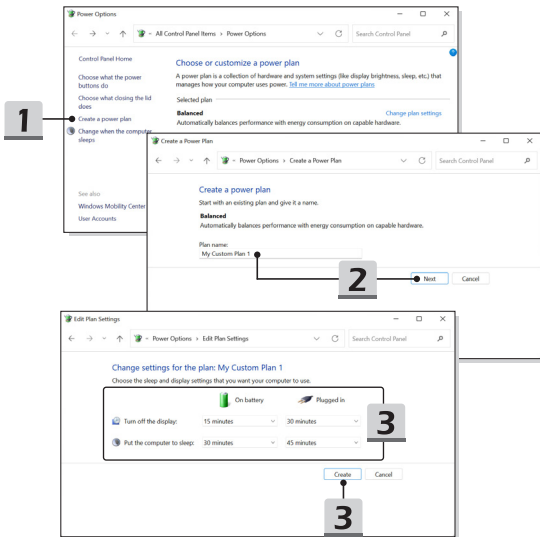 Power Options
All Control Panel Items › Power Options
Search Control Panel
Control Panel Home
Choose what the power
buttons do
Choose what closing the lid
does
Create a power plan
Change when the computer
sleeps
See also
Windows Mobility Center
User Accounts
Choose or customize a power plan
A power plan is a collection of hardware and system settings (like display brightness, sleep, etc.) that
manages how your computer uses power. Tell me more about power plans
Selected plan
Balanced
Change plan settings
Automatically balances performance with energy consumption on capable hardware.
1
Create a Power Plan
Power Options › Create a Power Plan
Search Control Panel
Create a power plan
Start with an existing plan and give it a name.
Balanced
Automatically balances performance with energy consumption on capable hardware.
Plan name:
My Custom Plan 1
2
Next
Cancel
Edit Plan Settings
Power Options › Edit Plan Settings
Search Control Panel
Change settings for the plan: My Custom Plan 1
Choose the sleep and display settings that you want your computer to use.
On battery
Plugged in
Turn off the display:
15 minutes
30 minutes
Put the computer to sleep:
30 minutes
45 minutes
3
Create
Cancel
3